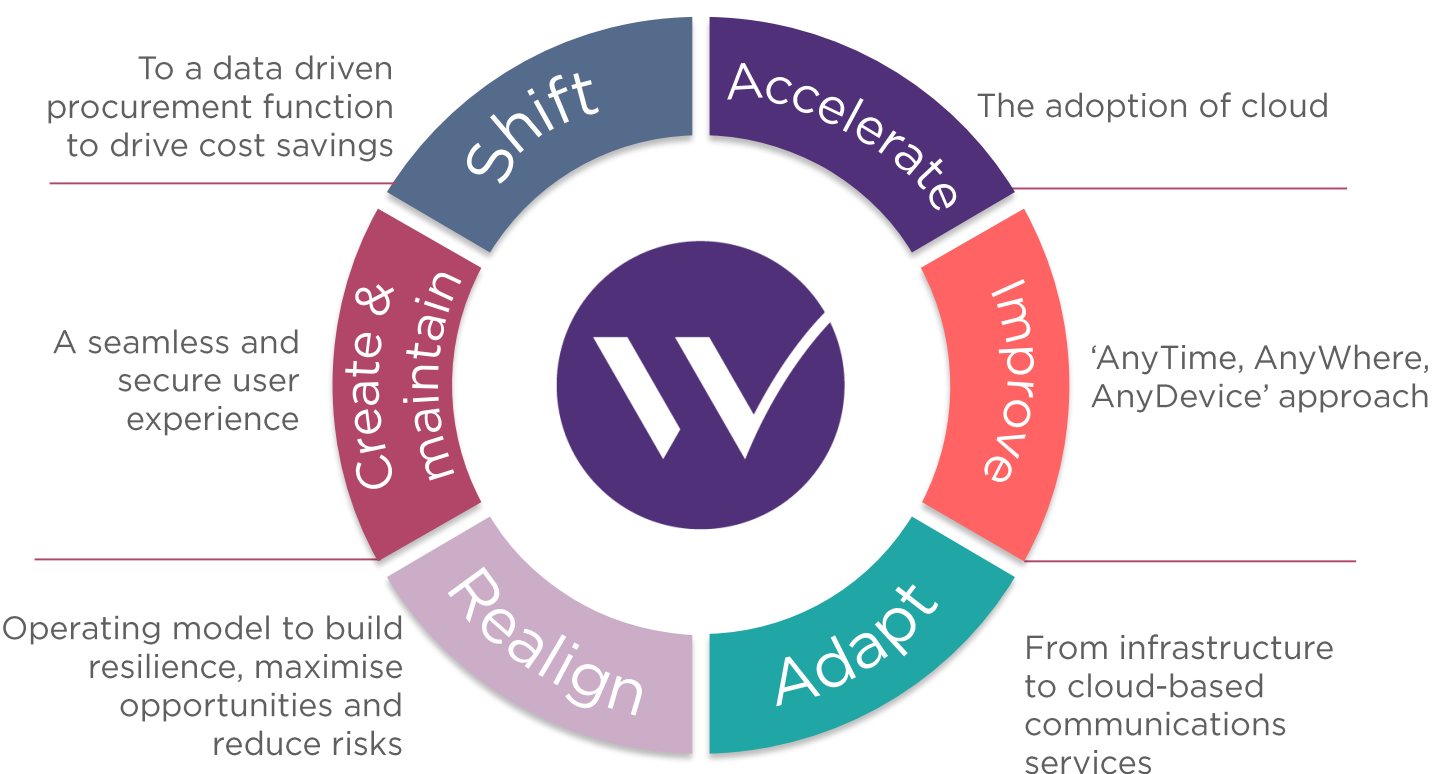 Shift
To a data driven
procurement function
to drive cost savings
Accelerate
The adoption of cloud
Improve
‘AnyTime, AnyWhere,
AnyDevice’ approach
Adapt
From infrastructure
to cloud-based
communications
services
Realign
Operating model to build
resilience, maximise
opportunities and
reduce risks
Create &
maintain
A seamless and
secure user
experience
W